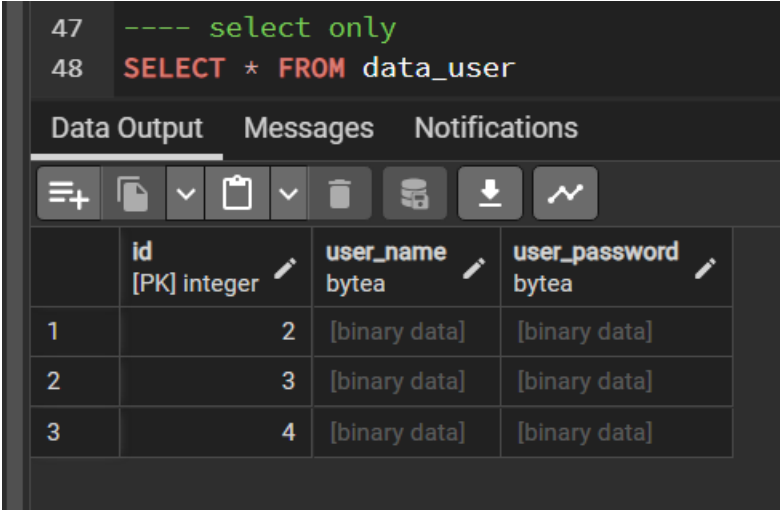 47 ---- select only
48 SELECT * FROM data_user
Data Output Messages Notifications
id user_name user_password
[PK] integer bytea bytea
1 2 [binary data] [binary data]
2 3 [binary data] [binary data]
3 4 [binary data] [binary data]